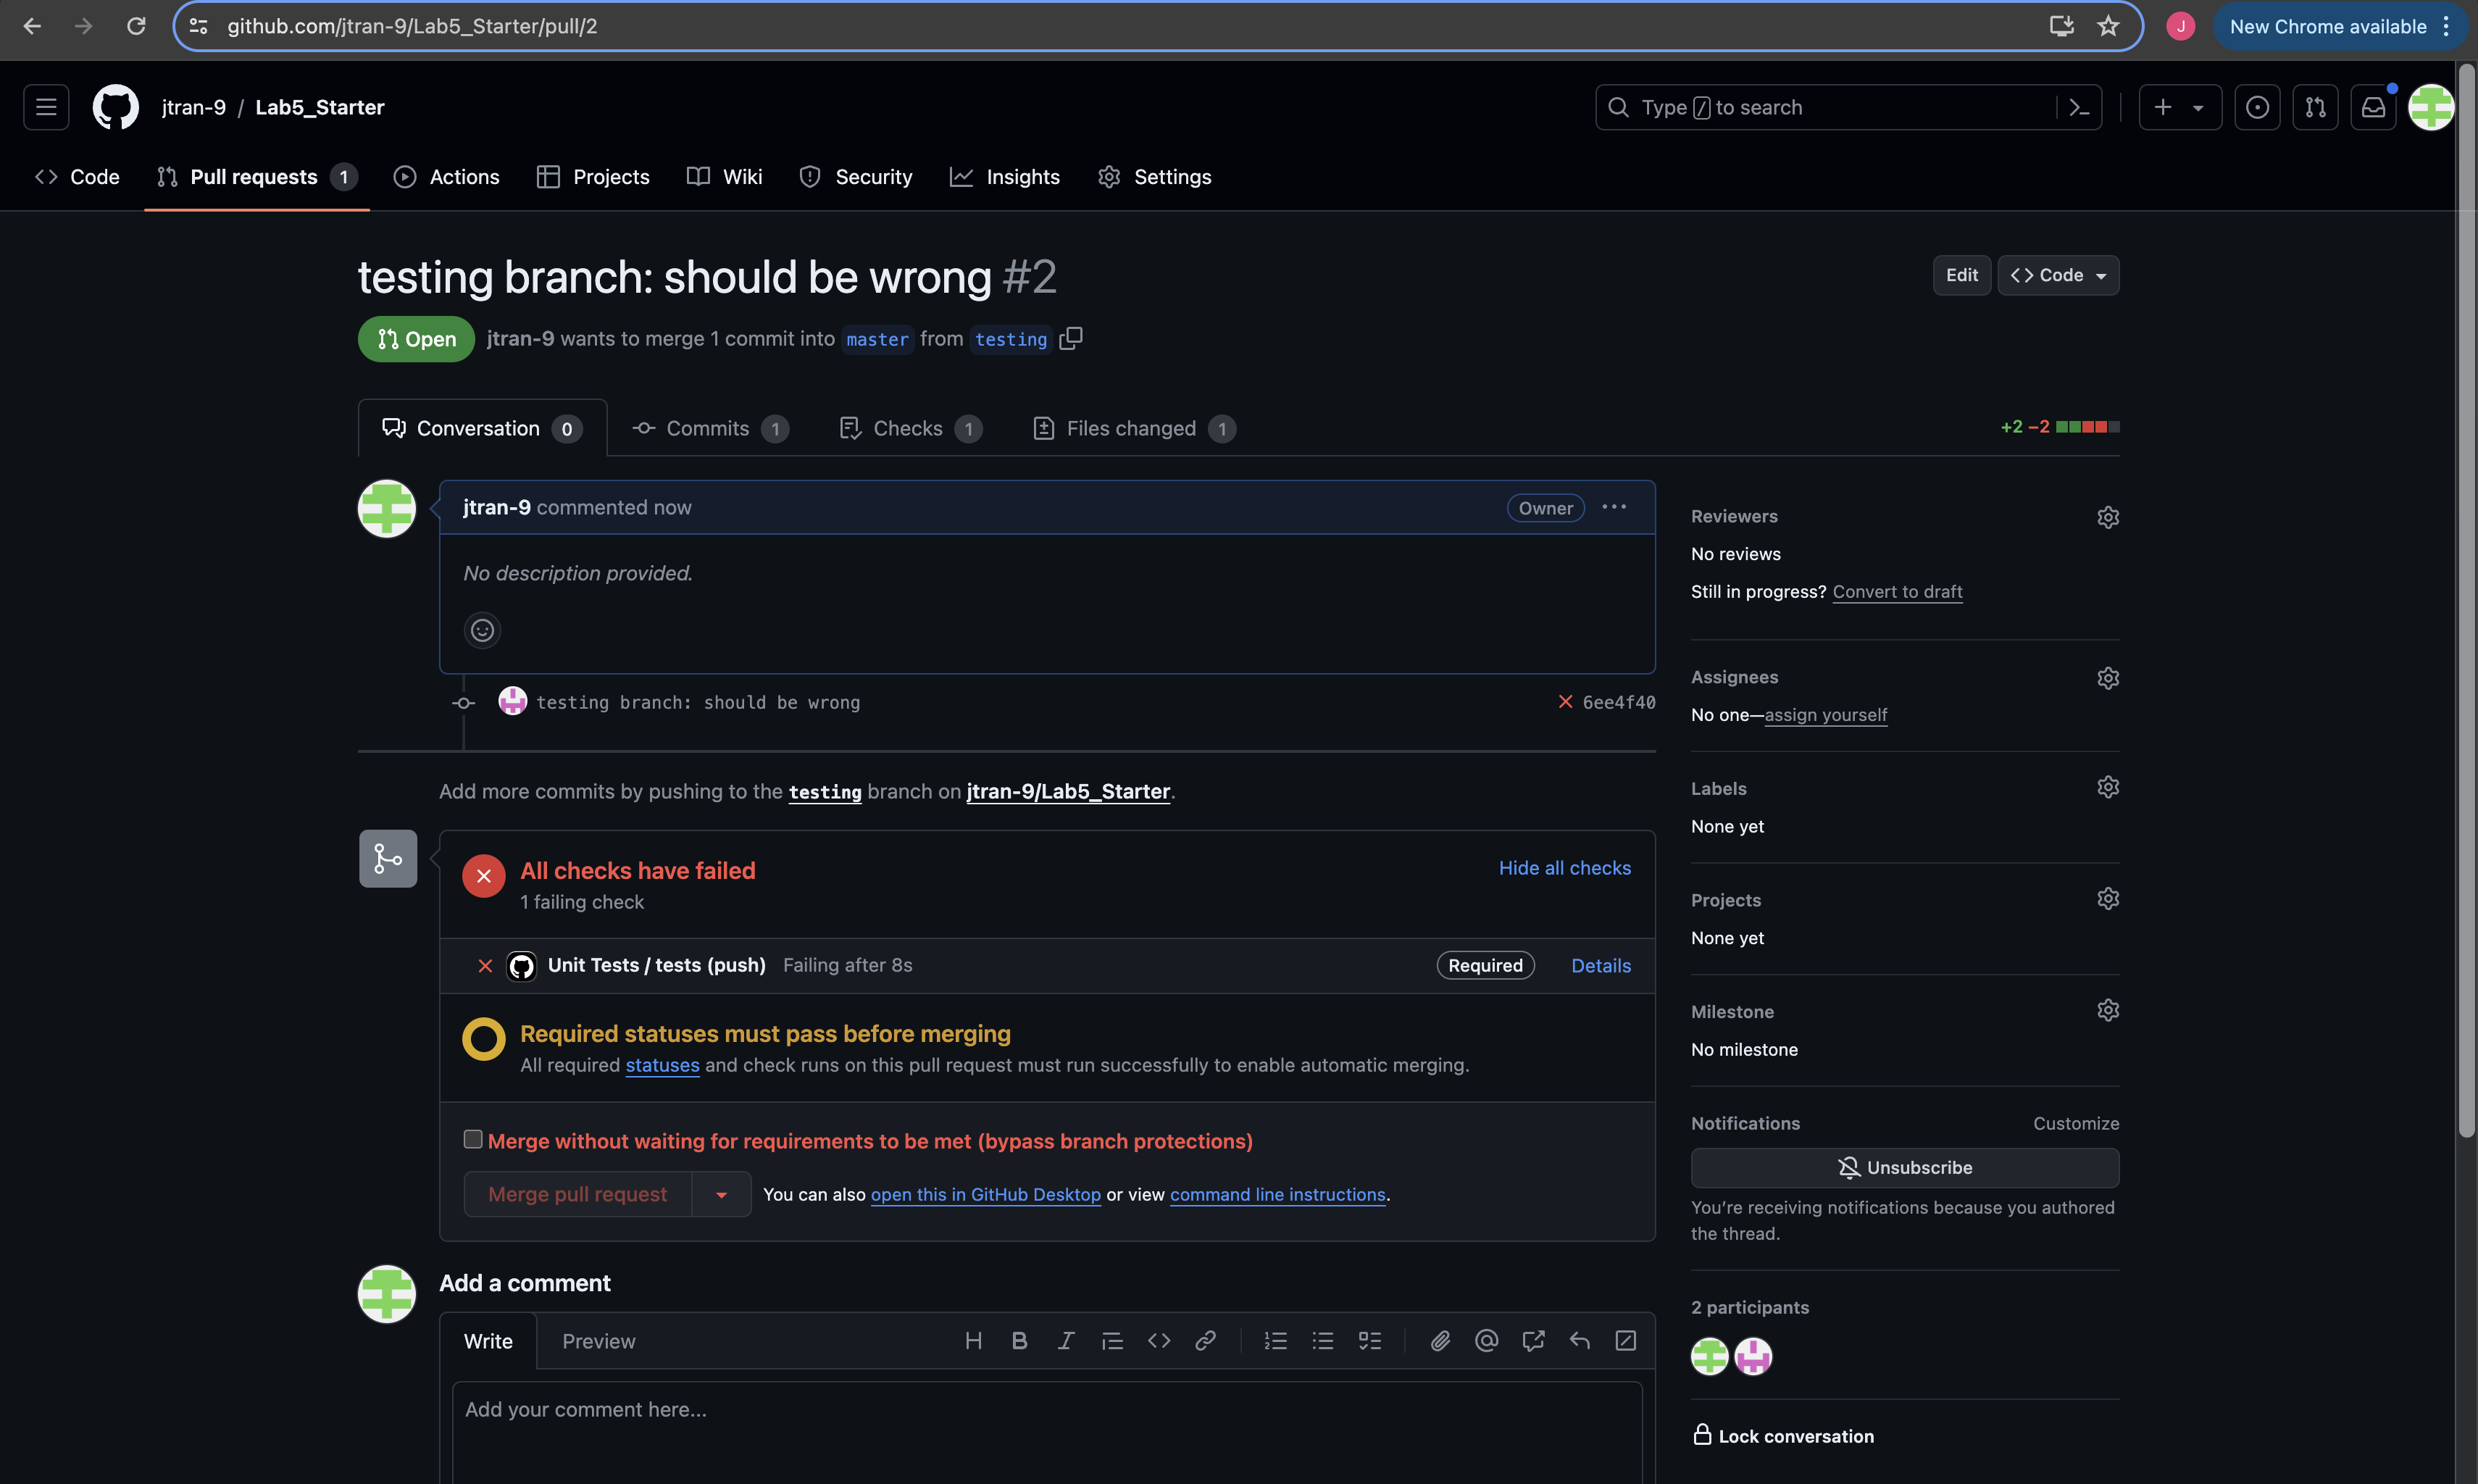 github.com/jtran-9/Lab5_Starter/pull/2
J
New Chrome available
jtran-9 / Lab5_Starter
Type / to search
Code
Pull requests 1
Actions
Projects
Wiki
Security
Insights
Settings
testing branch: should be wrong #2
Edit
Code
Open
jtran-9 wants to merge 1 commit into master from testing
Conversation 0
Commits 1
Checks 1
Files changed 1
+2 −2
jtran-9 commented now
Owner
No description provided.
testing branch: should be wrong
6ee4f40
Add more commits by pushing to the testing branch on jtran-9/Lab5_Starter.
All checks have failed
1 failing check
Hide all checks
Unit Tests / tests (push) Failing after 8s
Required
Details
Required statuses must pass before merging
All required statuses and check runs on this pull request must run successfully to enable automatic merging.
Merge without waiting for requirements to be met (bypass branch protections)
Merge pull request
You can also open this in GitHub Desktop or view command line instructions.
Add a comment
Write
Preview
Add your comment here...
Reviewers
No reviews
Still in progress? Convert to draft
Assignees
No one—assign yourself
Labels
None yet
Projects
None yet
Milestone
No milestone
Notifications
Customize
Unsubscribe
You're receiving notifications because you authored
the thread.
2 participants
Lock conversation